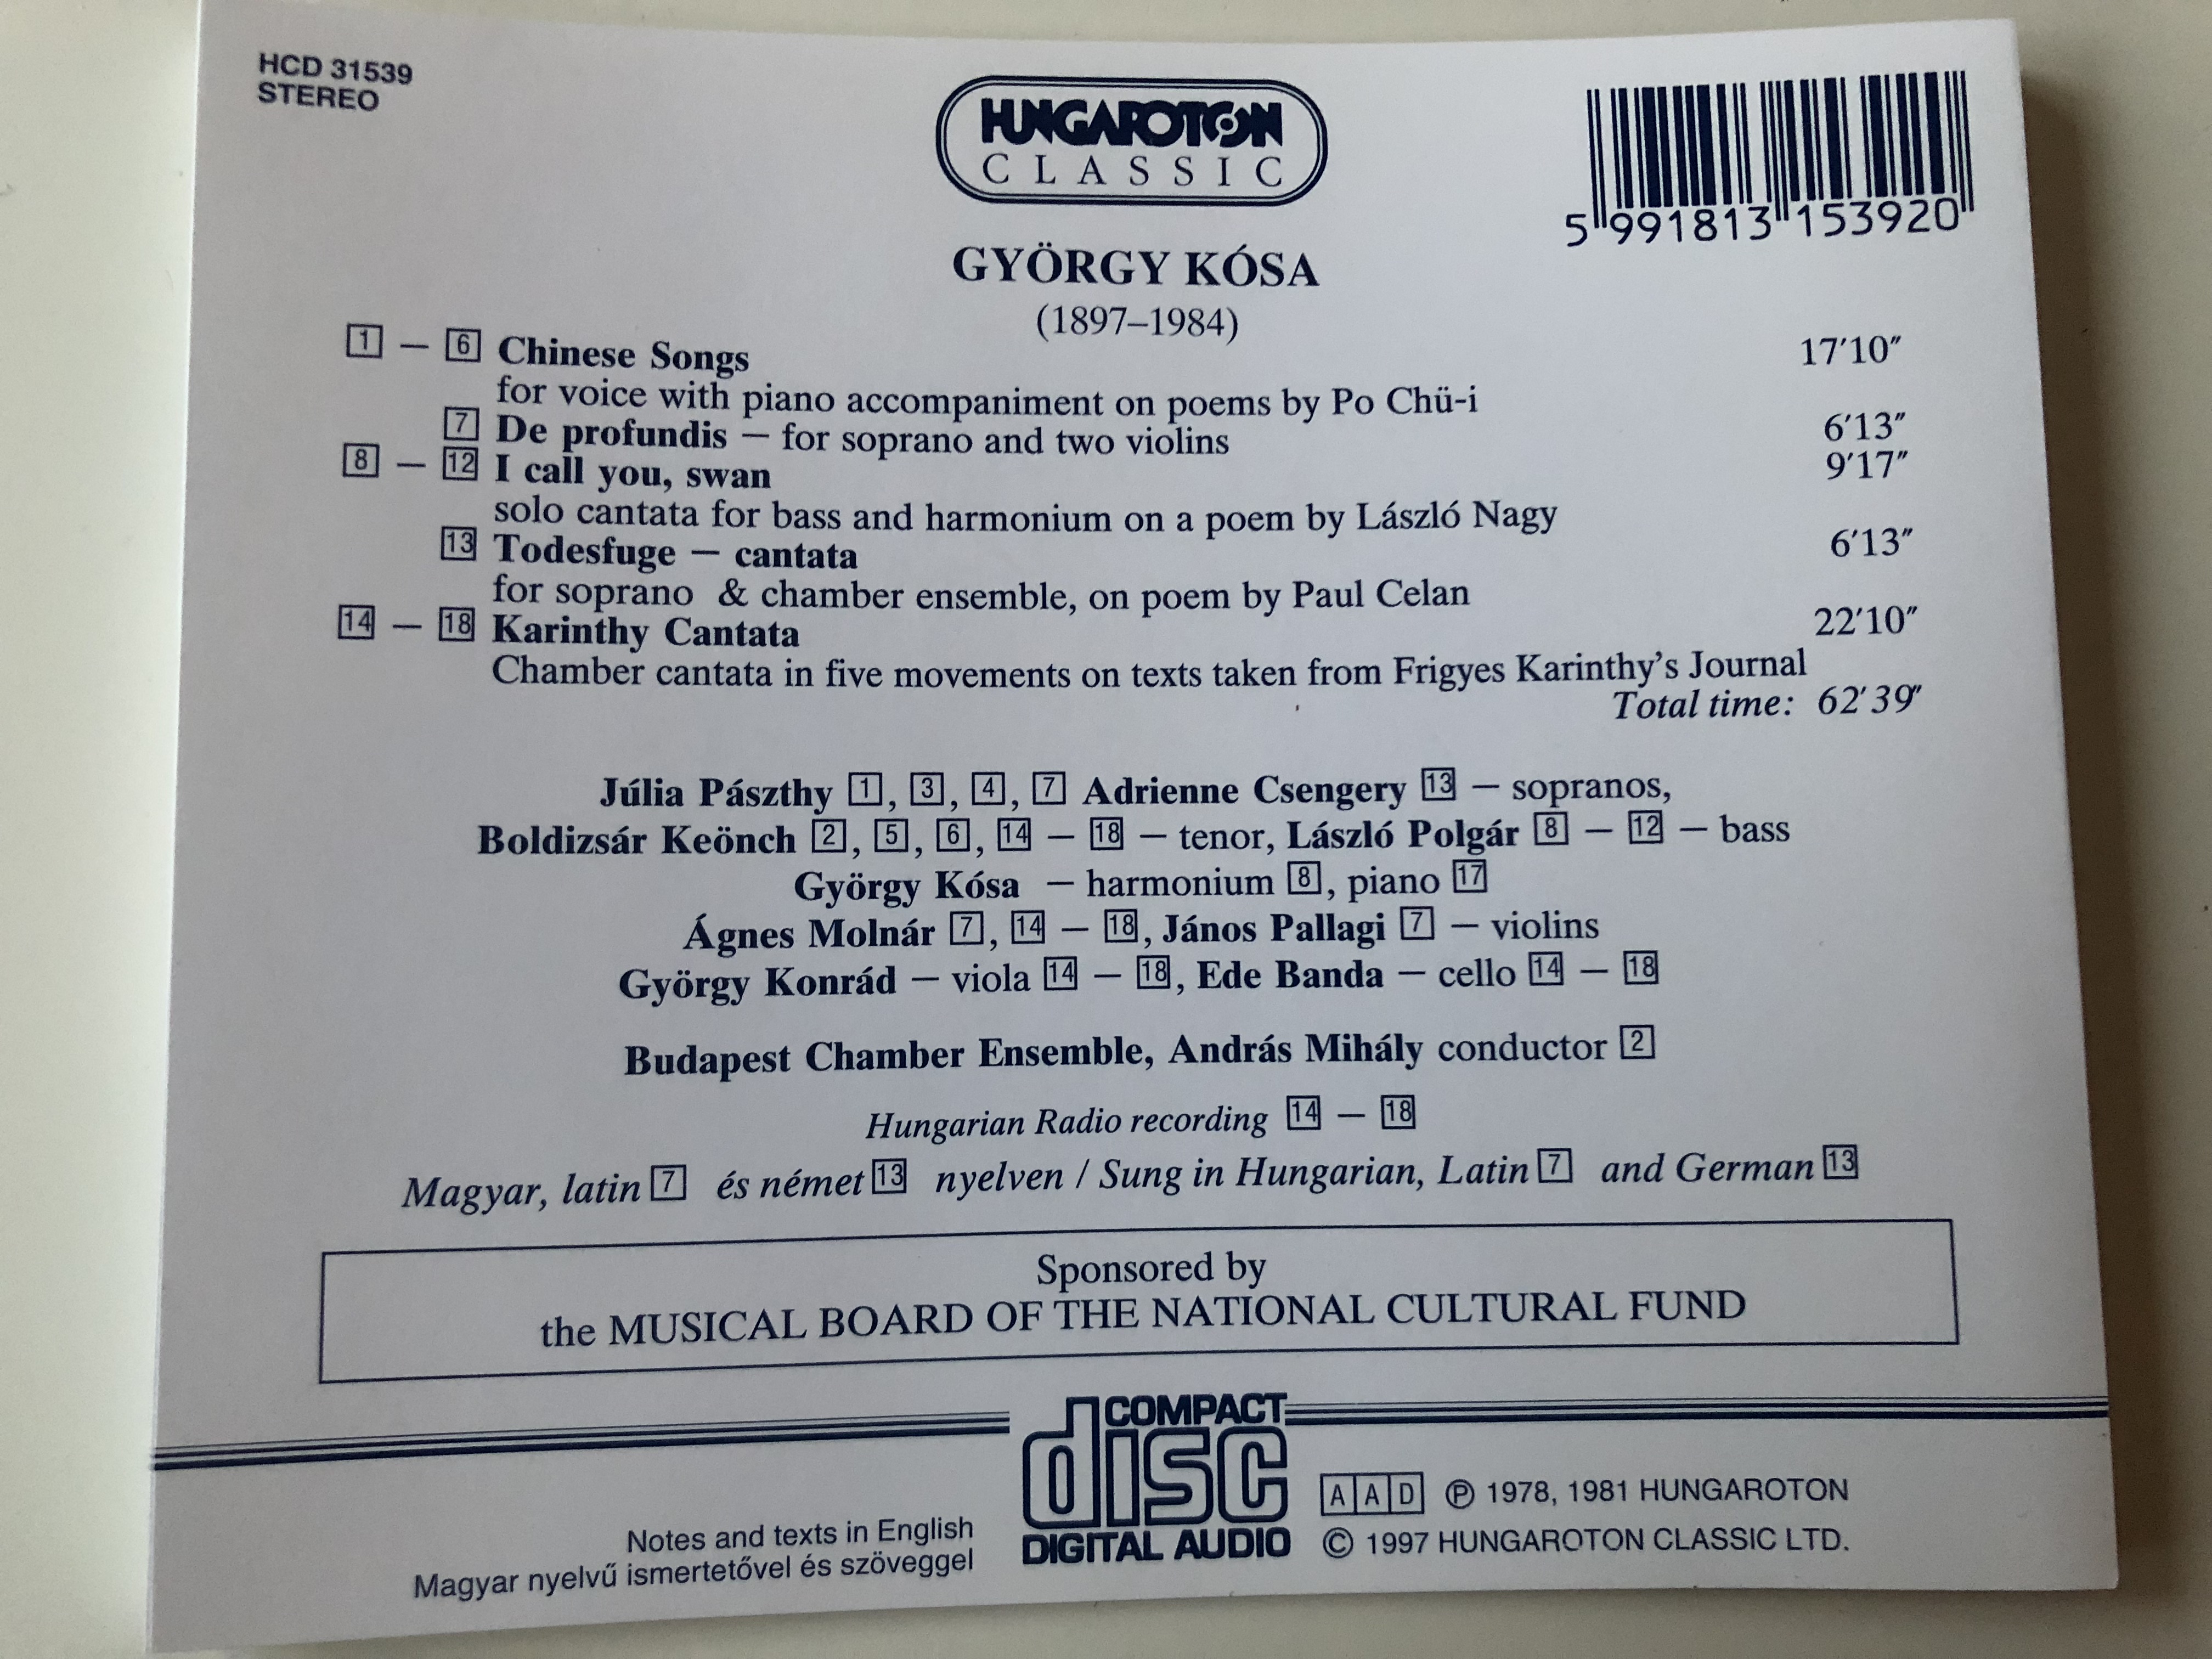 HCD 31539
STEREO
HUNGAROTON
CLASSIC
5 991813 153920
GYÖRGY KÓSA
(1897–1984)
1 – 6 Chinese Songs 17′10″
for voice with piano accompaniment on poems by Po Chü-i
7 De profundis – for soprano and two violins 6′13″
8 – 12 I call you, swan 9′17″
solo cantata for bass and harmonium on a poem by László Nagy
13 Todesfuge – cantata 6′13″
for soprano & chamber ensemble, on poem by Paul Celan
14 – 18 Karinthy Cantata 22′10″
Chamber cantata in five movements on texts taken from Frigyes Karinthy's Journal
Total time: 62′39″
Júlia Pászthy 1, 3, 4, 7 Adrienne Csengery 13 – sopranos,
Boldizsár Keönch 2, 5, 6, 14 – 18 – tenor, László Polgár 8 – 12 – bass
György Kósa – harmonium 8, piano 17
Ágnes Molnár 7, 14 – 18, János Pallagi 7 – violins
György Konrád – viola 14 – 18, Ede Banda – cello 14 – 18
Budapest Chamber Ensemble, András Mihály conductor 2
Hungarian Radio recording 14 – 18
Magyar, latin 7 és német 13 nyelven / Sung in Hungarian, Latin 7 and German 13
Sponsored by
the MUSICAL BOARD OF THE NATIONAL CULTURAL FUND
COMPACT
disc
DIGITAL AUDIO
AAD ℗ 1978, 1981 HUNGAROTON
© 1997 HUNGAROTON CLASSIC LTD.
Notes and texts in English
Magyar nyelvű ismertetővel és szöveggel